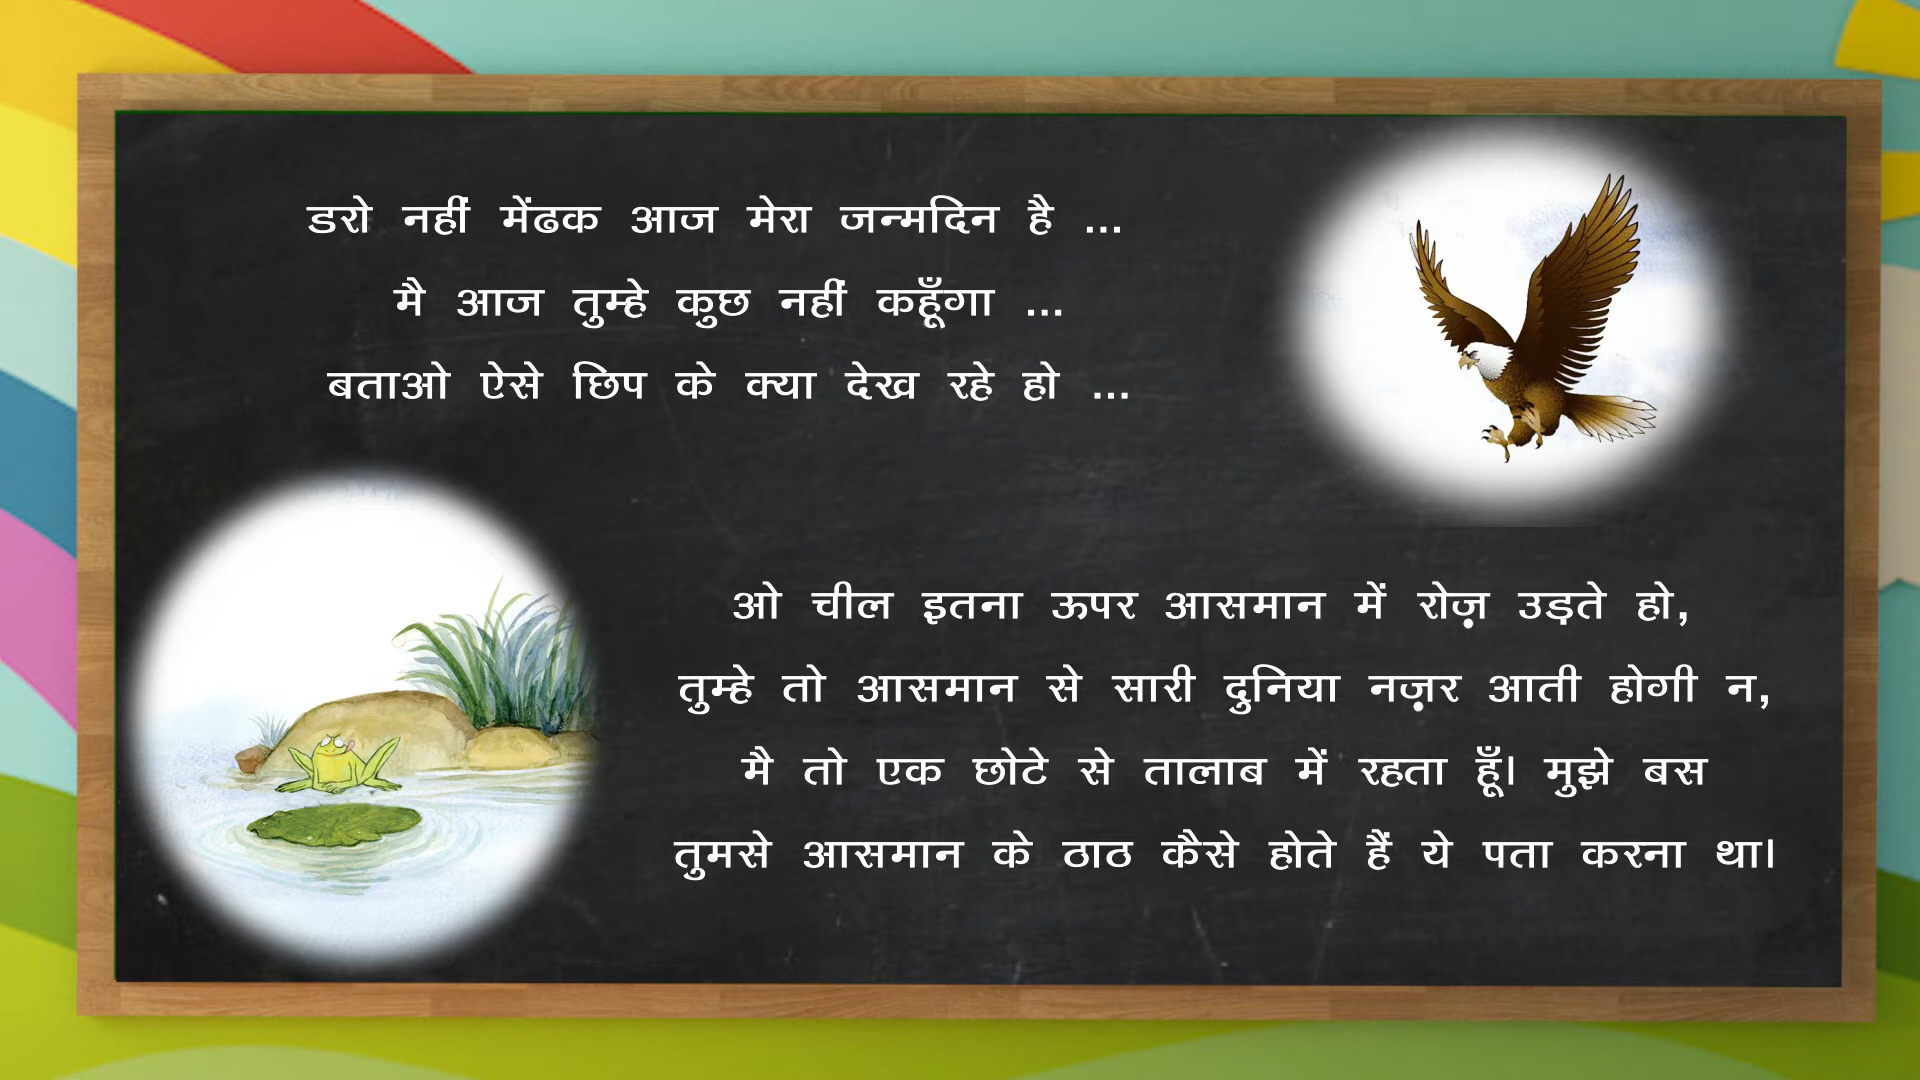 डरो नहीं मेंढक आज मेरा जन्मदिन है ...
मै आज तुम्हे कुछ नहीं कहूँगा ...
बताओ ऐसे छिप के क्या देख रहे हो ...
ओ चील इतना ऊपर आसमान में रोज़ उड़ते हो,
तुम्हे तो आसमान से सारी दुनिया नज़र आती होगी न,
मै तो एक छोटे से तालाब में रहता हूँ। मुझे बस
तुमसे आसमान के ठाठ कैसे होते हैं ये पता करना था।